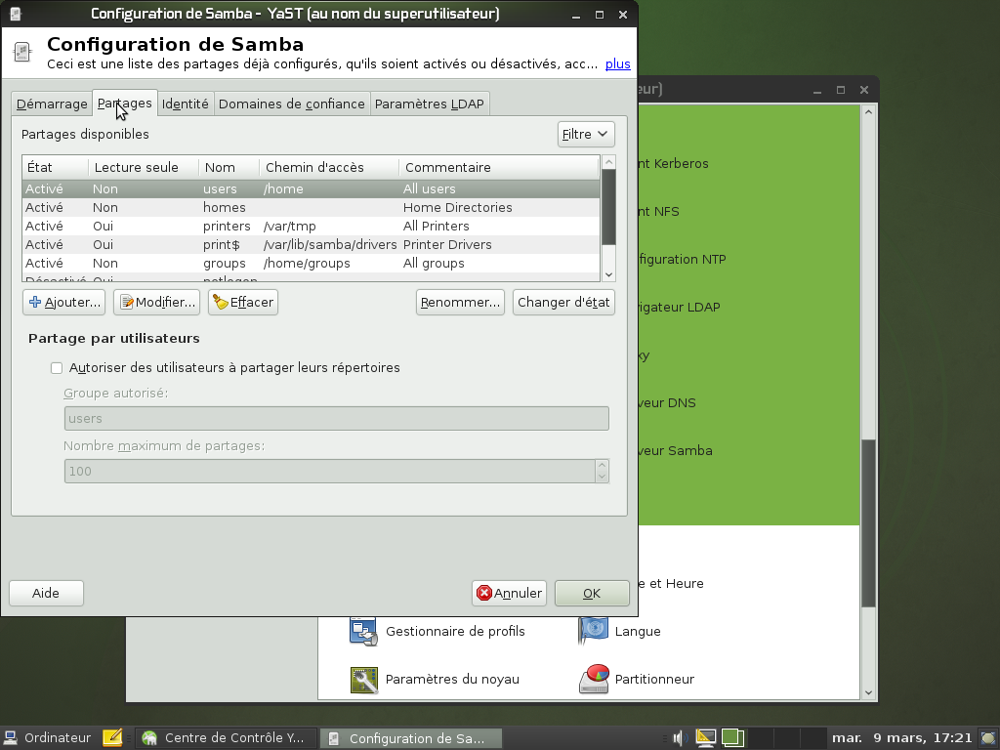 Configuration de Samba - YaST (au nom du superutilisateur)
Configuration de Samba
Ceci est une liste des partages déjà configurés, qu'ils soient activés ou désactivés, acc... plus
Démarrage Partages Identité Domaines de confiance Paramètres LDAP
Partages disponibles
Filtre
État Lecture seule Nom Chemin d'accès Commentaire
Activé Non users /home All users
Activé Non homes Home Directories
Activé Oui printers /var/tmp All Printers
Activé Oui print$ /var/lib/samba/drivers Printer Drivers
Activé Non groups /home/groups All groups
Désactivé Oui netlogon
Ajouter... Modifier... Effacer Renommer... Changer d'état
Partage par utilisateurs
Autoriser des utilisateurs à partager leurs répertoires
Groupe autorisé:
users
Nombre maximum de partages:
100
Aide Annuler OK
eur)
nt Kerberos
nt NFS
figuration NTP
vigateur LDAP
xy
veur DNS
veur Samba
e et Heure
Gestionnaire de profils Langue
Paramètres du noyau Partitionneur
Ordinateur Centre de Contrôle Y... Configuration de Sa... mar. 9 mars, 17:21